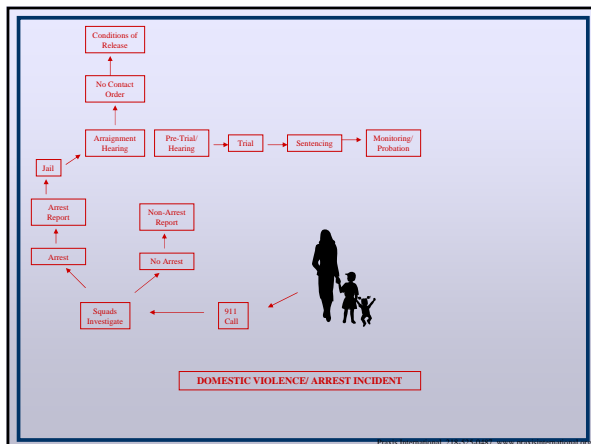 Conditions of
Release
No Contact
Order
Arraignment
Hearing
Pre-Trial/
Hearing
Trial
Sentencing
Monitoring/
Probation
Jail
Arrest
Report
Non-Arrest
Report
Arrest
No Arrest
Squads
Investigate
911
Call
DOMESTIC VIOLENCE/ ARREST INCIDENT